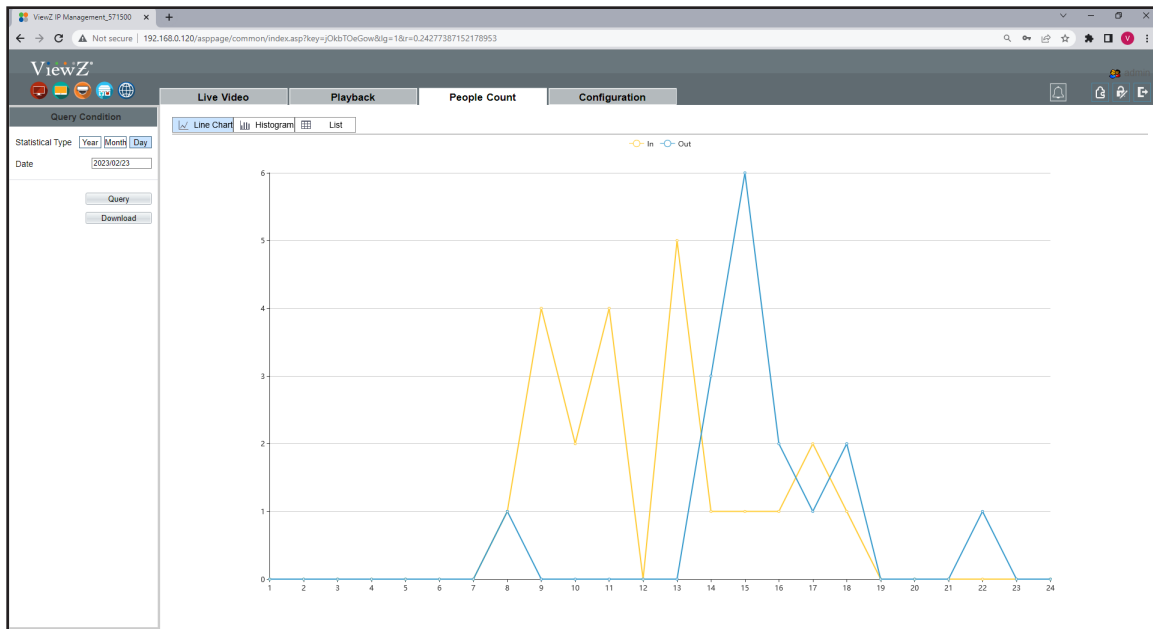 ViewZ IP Management_571500
Not secure | 192.168.0.120/asppage/common/index.asp?key=jOkbTOeGow&lg=1&r=0.24277387152178953
V
ViewZ
admin
Live Video Playback People Count Configuration
Query Condition
Line Chart Histogram List
Statistical Type Year Month Day
In Out
Date 2023/02/23
Query
Download
6
5
4
3
2
1
0
1 2 3 4 5 6 7 8 9 10 11 12 13 14 15 16 17 18 19 20 21 22 23 24